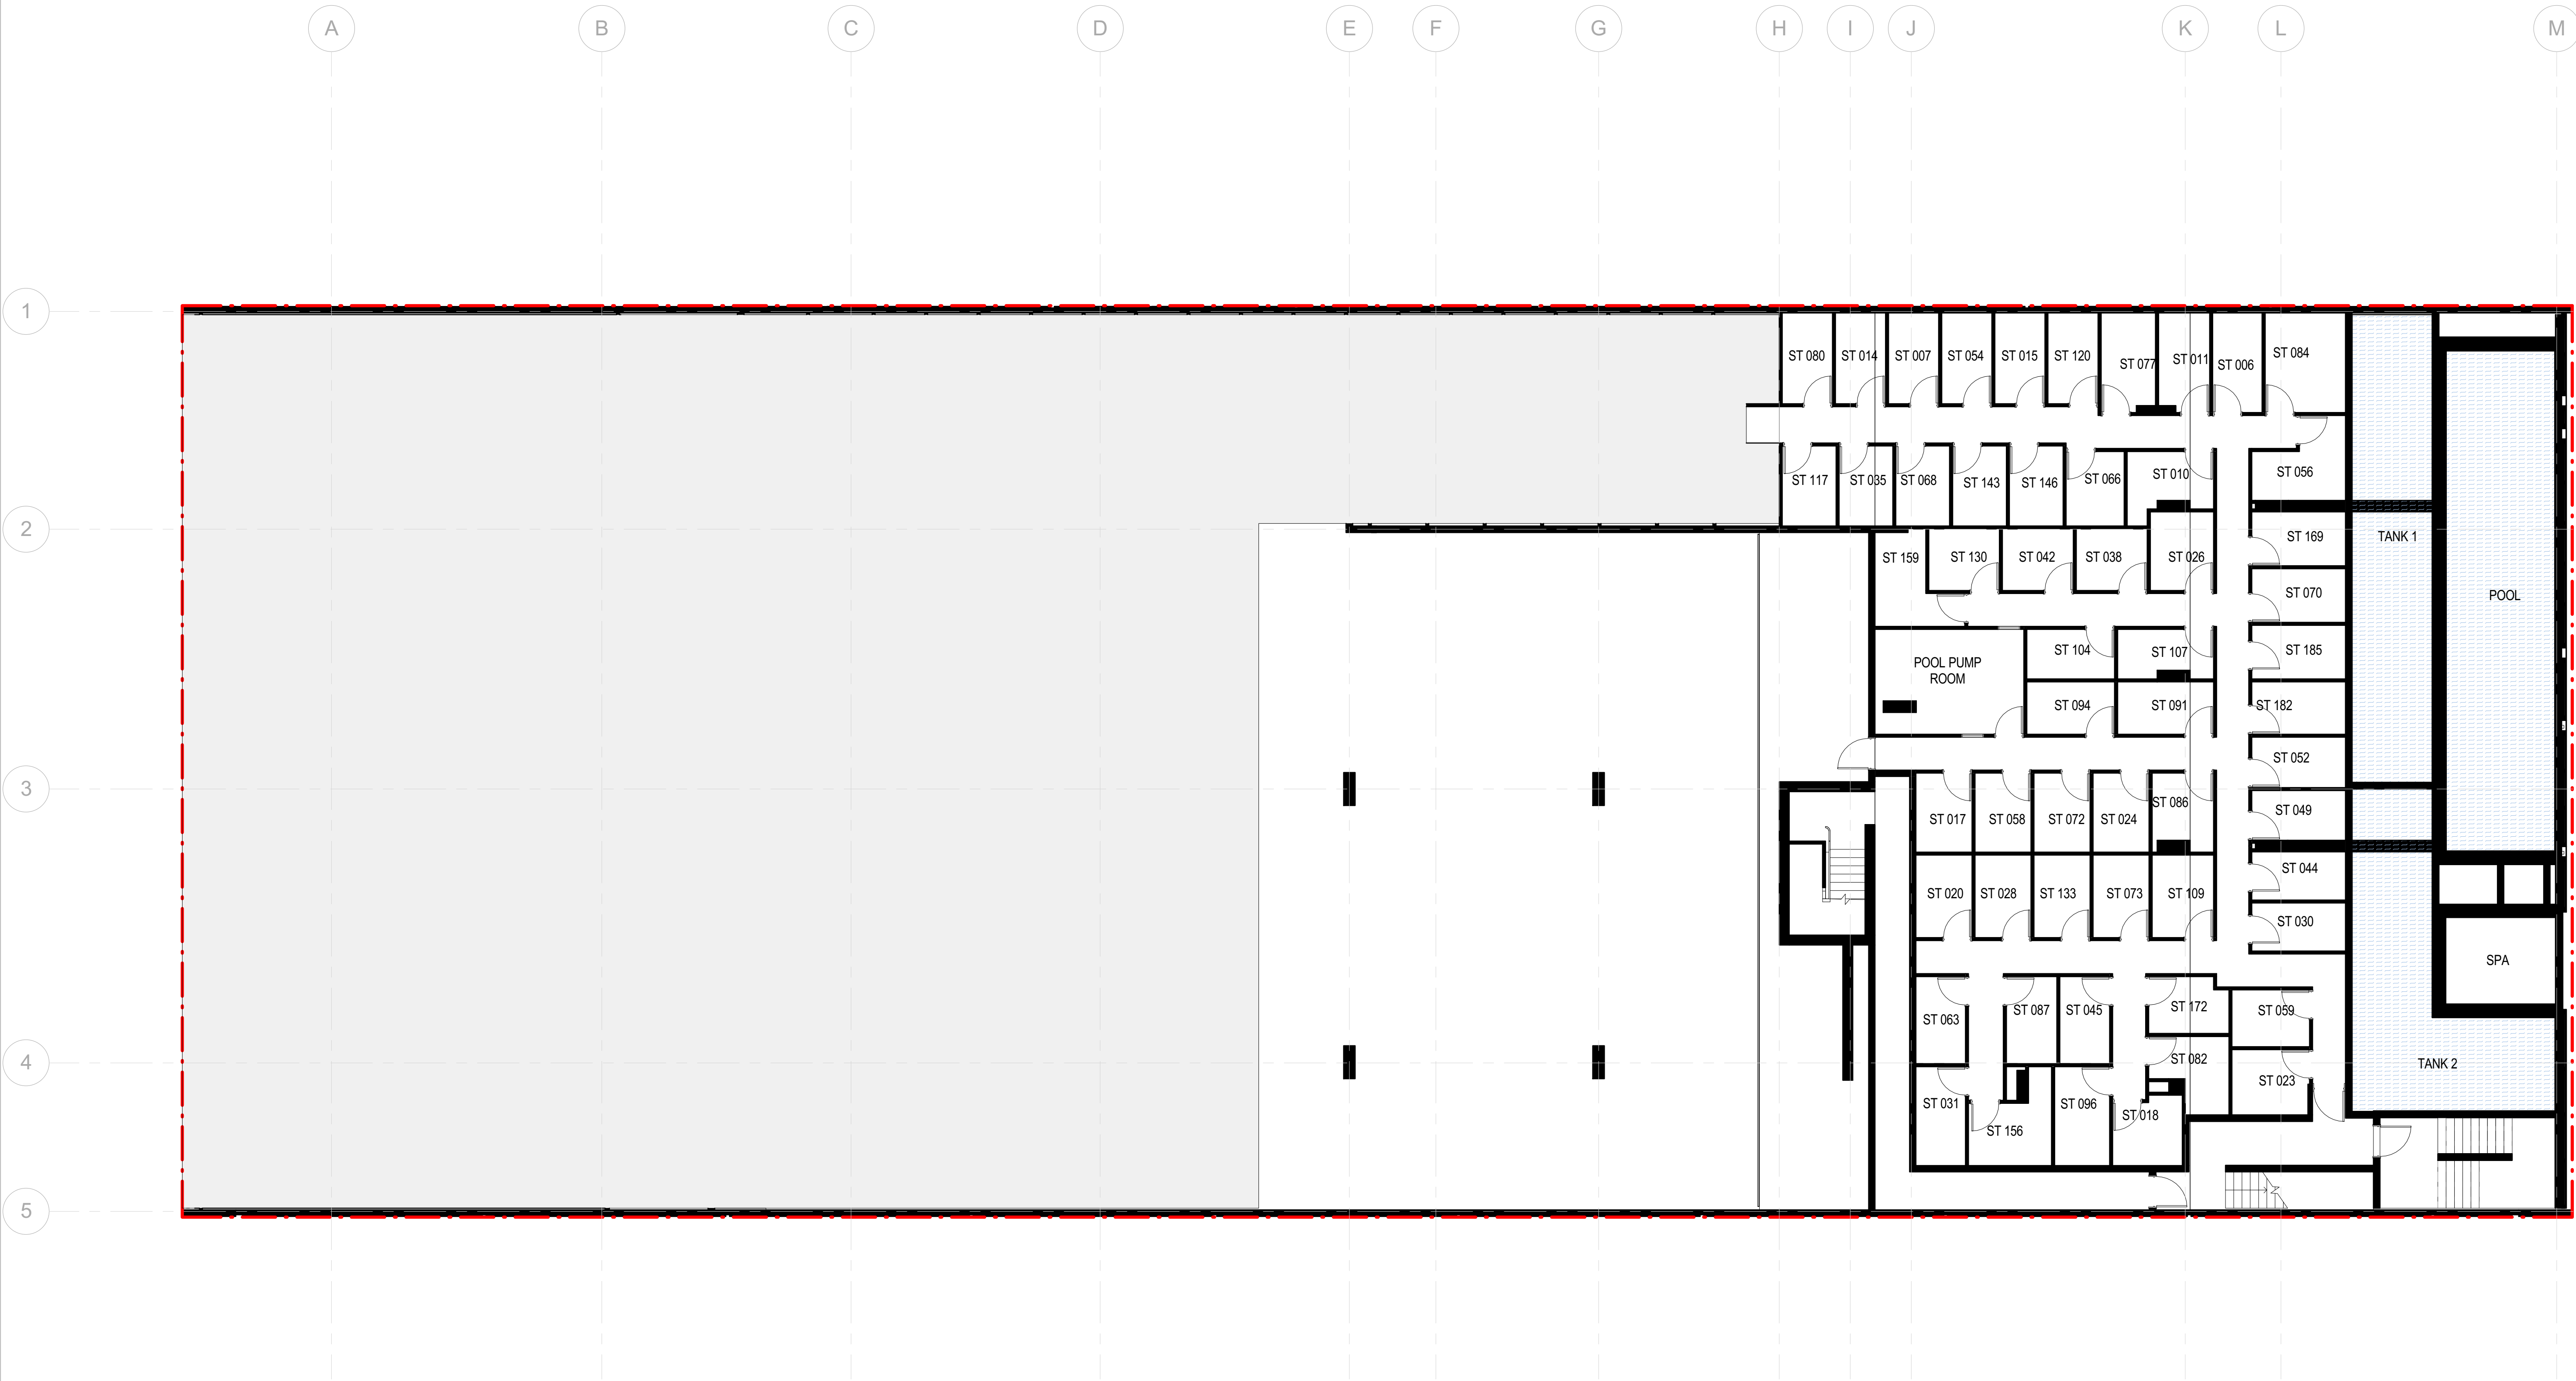 A
B
C
D
E
F
G
H
I
J
K
L
M
1
ST 080
ST 014
ST 007
ST 054
ST 015
ST 120
ST 077
ST 011
ST 006
ST 084
ST 117
ST 035
ST 068
ST 143
ST 146
ST 066
ST 010
ST 056
2
ST 159
ST 130
ST 042
ST 038
ST 026
ST 169
TANK 1
ST 070
POOL
POOL PUMP
ROOM
ST 104
ST 107
ST 185
ST 094
ST 091
ST 182
ST 052
3
ST 017
ST 058
ST 072
ST 024
ST 086
ST 049
ST 020
ST 028
ST 133
ST 073
ST 109
ST 044
ST 030
SPA
ST 063
ST 087
ST 045
ST 172
ST 059
4
ST 082
TANK 2
ST 031
ST 156
ST 096
ST 018
ST 023
5